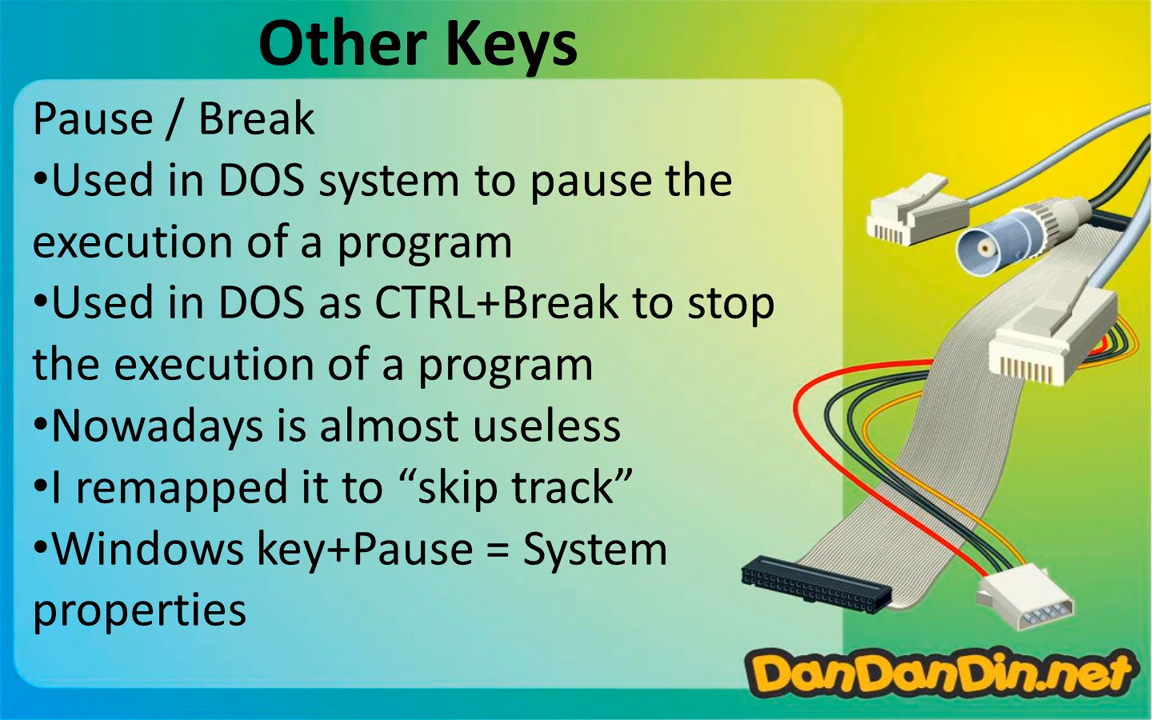 Other Keys
Pause / Break
•Used in DOS system to pause the
execution of a program
•Used in DOS as CTRL+Break to stop
the execution of a program
•Nowadays is almost useless
•I remapped it to “skip track”
•Windows key+Pause = System
properties
DanDanDin.net